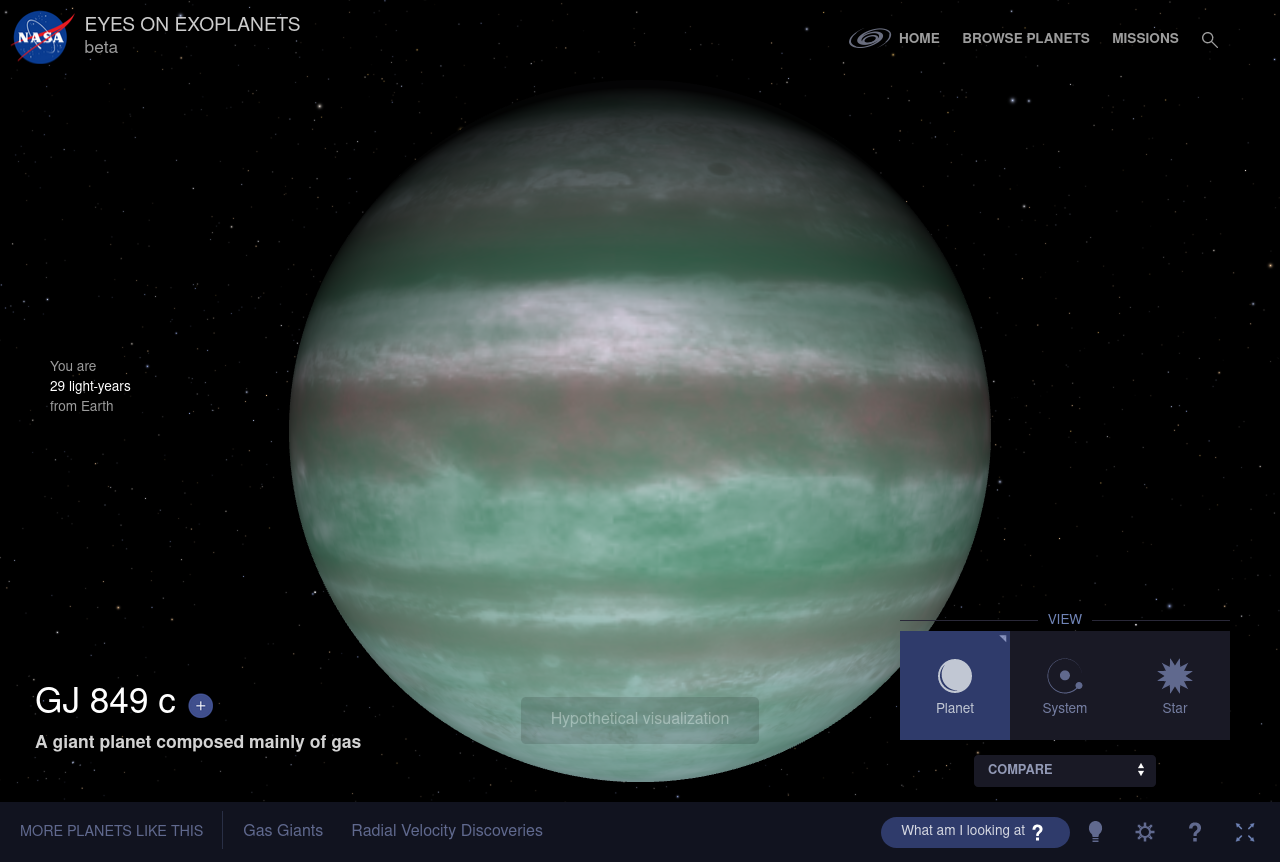 NASA
EYES ON EXOPLANETS
beta
HOME
BROWSE PLANETS
MISSIONS
You are
29 light-years
from Earth
VIEW
Planet
System
Star
GJ 849 c +
A giant planet composed mainly of gas
Hypothetical visualization
COMPARE
MORE PLANETS LIKE THIS
Gas Giants
Radial Velocity Discoveries
What am I looking at ?
?